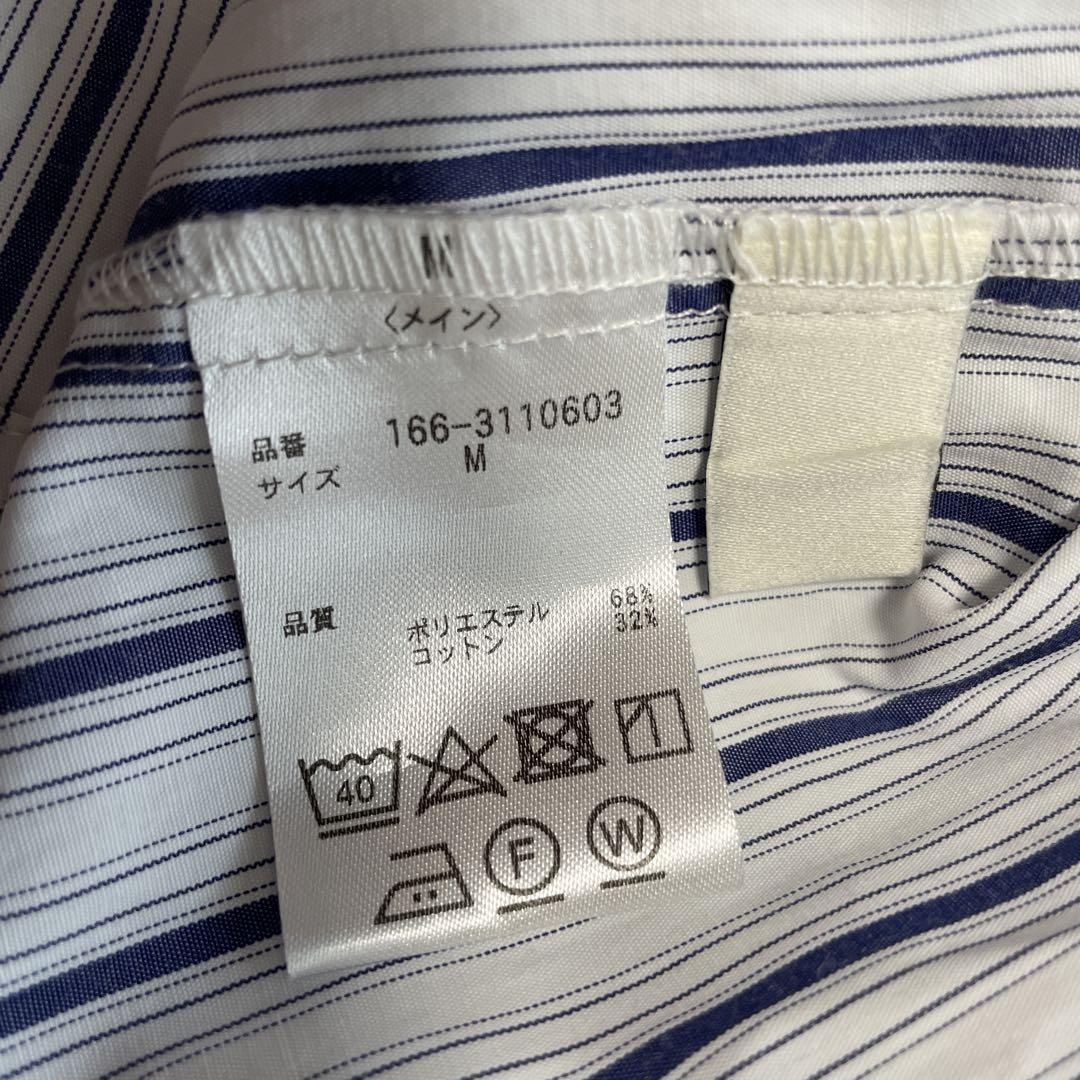 M
〈メイン〉
品番 166-3110603
サイズ M
品質 ポリエステル 68%
コットン 32%
40
F W